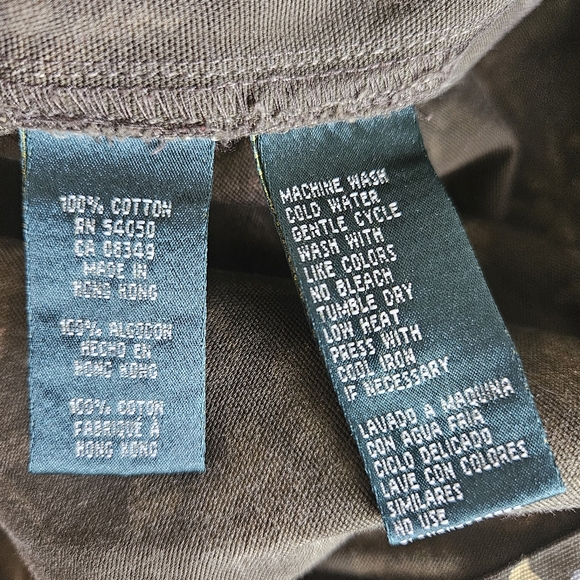 100% COTTON
RN 54050
CA 08349
MADE IN
HONG KONG
100% ALGODON
HECHO EN
HONG KONG
100% COTON
FABRIQUÉ À
HONG KONG
MACHINE WASH
COLD WATER
GENTLE CYCLE
WASH WITH
LIKE COLORS
NO BLEACH
TUMBLE DRY
LOW HEAT
PRESS WITH
COOL IRON
IF NECESSARY
LAVADO A MAQUINA
CON AGUA FRIA
CICLO DELICADO
LAVE CON COLORES
SIMILARES
NO USE